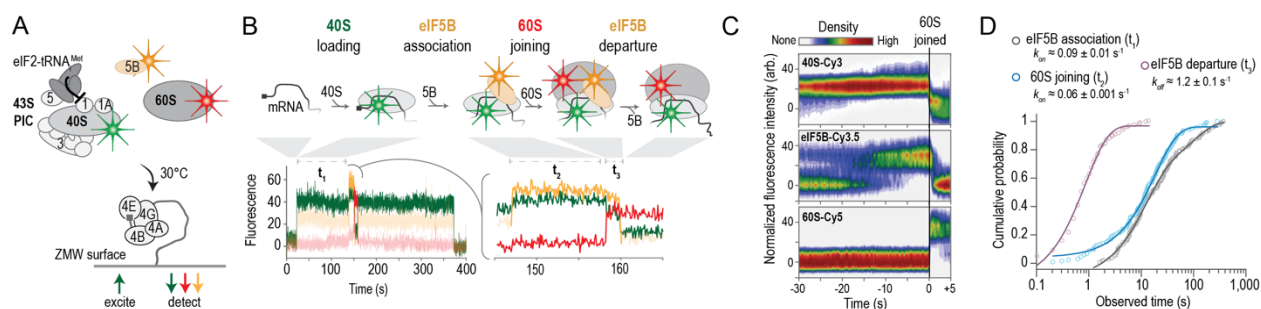 A
eIF2-tRNA^Met
5B
5
43S
PIC
1
1A
40S
3
60S
30°C
4E
4G
4A
4B
ZMW surface
excite
detect
B
40S
loading
eIF5B
association
60S
joining
eIF5B
departure
mRNA
40S
5B
60S
5B
t₁
t₂
t₃
Fluorescence
60
40
20
0
0
100
200
300
400
Time (s)
150
160
Time (s)
C
Density
None
High
60S
joined
Normalized fluorescence intensity (arb.)
40S-Cy3
40
0
eIF5B-Cy3.5
40
0
60S-Cy5
40
0
-30
-20
-10
0
+5
Time (s)
D
eIF5B association (t₁)
kon ≈ 0.09 ± 0.01 s⁻¹
60S joining (t₂)
kon ≈ 0.06 ± 0.001 s⁻¹
eIF5B departure (t₃)
koff ≈ 1.2 ± 0.1 s⁻¹
Cumulative probability
1
0.8
0.6
0.4
0.2
0
0.1
1
10
100
1,000
Observed time (s)